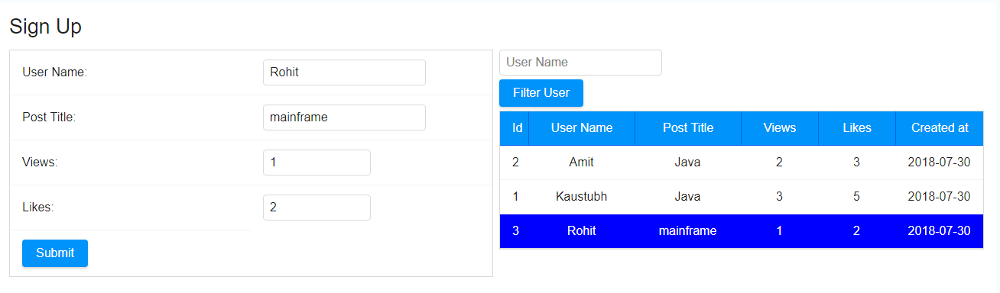 Sign Up
User Name: Rohit
Post Title: mainframe
Views: 1
Likes: 2
Submit
User Name
Filter User
Id User Name Post Title Views Likes Created at
2 Amit Java 2 3 2018-07-30
1 Kaustubh Java 3 5 2018-07-30
3 Rohit mainframe 1 2 2018-07-30